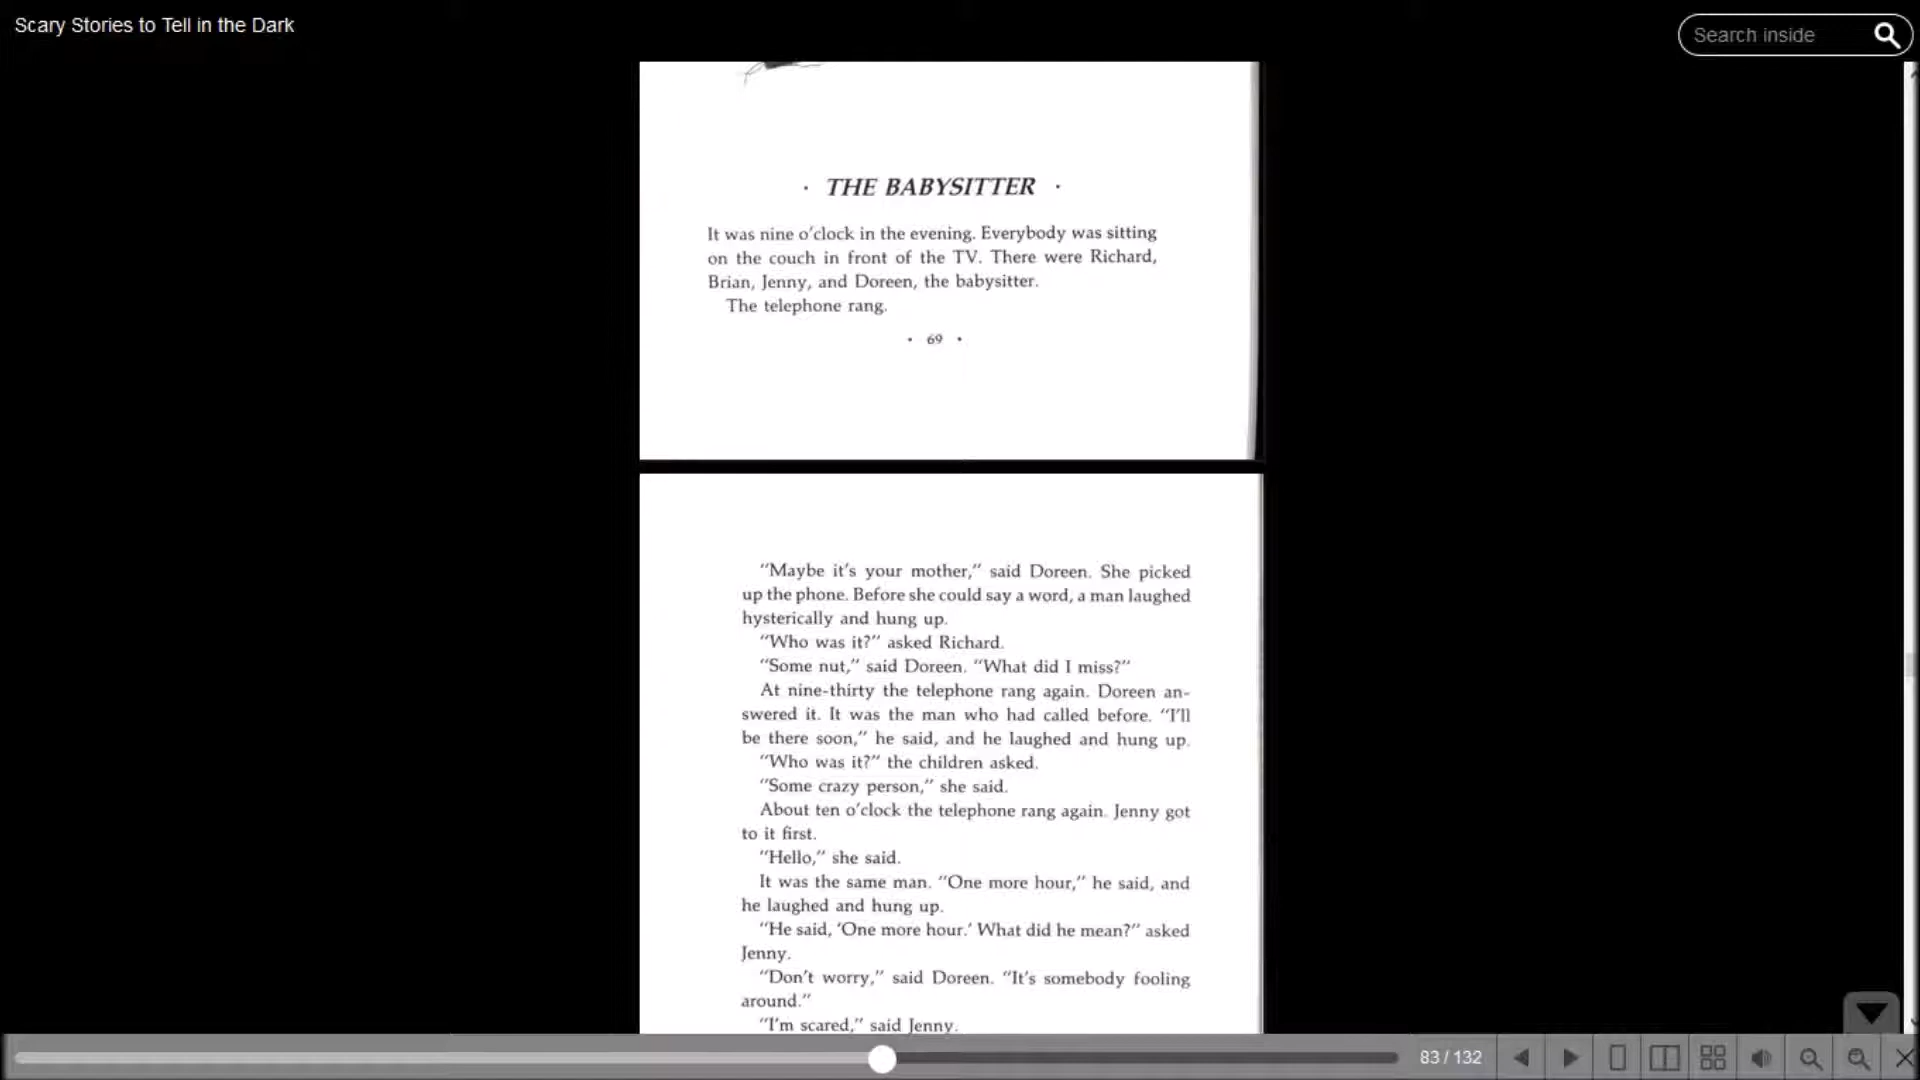 Scary Stories to Tell in the Dark
Search inside
· THE BABYSITTER ·
It was nine o’clock in the evening. Everybody was sitting
on the couch in front of the TV. There were Richard,
Brian, Jenny, and Doreen, the babysitter.
The telephone rang.
· 69 ·
“Maybe it’s your mother,” said Doreen. She picked
up the phone. Before she could say a word, a man laughed
hysterically and hung up.
“Who was it?” asked Richard.
“Some nut,” said Doreen. “What did I miss?”
At nine-thirty the telephone rang again. Doreen an-
swered it. It was the man who had called before. “I’ll
be there soon,” he said, and he laughed and hung up.
“Who was it?” the children asked.
“Some crazy person,” she said.
About ten o’clock the telephone rang again. Jenny got
to it first.
“Hello,” she said.
It was the same man. “One more hour,” he said, and
he laughed and hung up.
“He said, ‘One more hour.’ What did he mean?” asked
Jenny.
“Don’t worry,” said Doreen. “It’s somebody fooling
around.”
“I’m scared,” said Jenny.
83 / 132